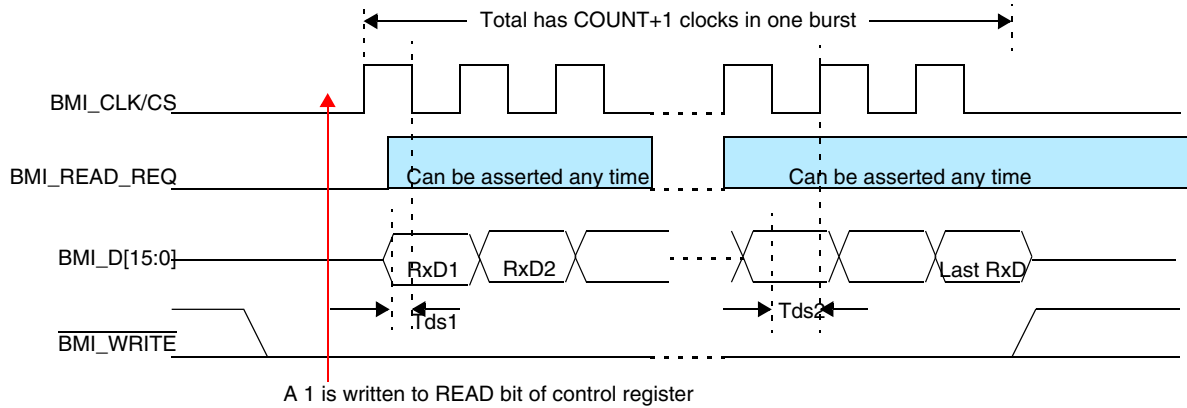 Total has COUNT+1 clocks in one burst
BMI_CLK/CS
BMI_READ_REQ
Can be asserted any time
Can be asserted any time
BMI_D[15:0]
RxD1
RxD2
Last RxD
Tds1
Tds2
BMI_WRITE
A 1 is written to READ bit of control register